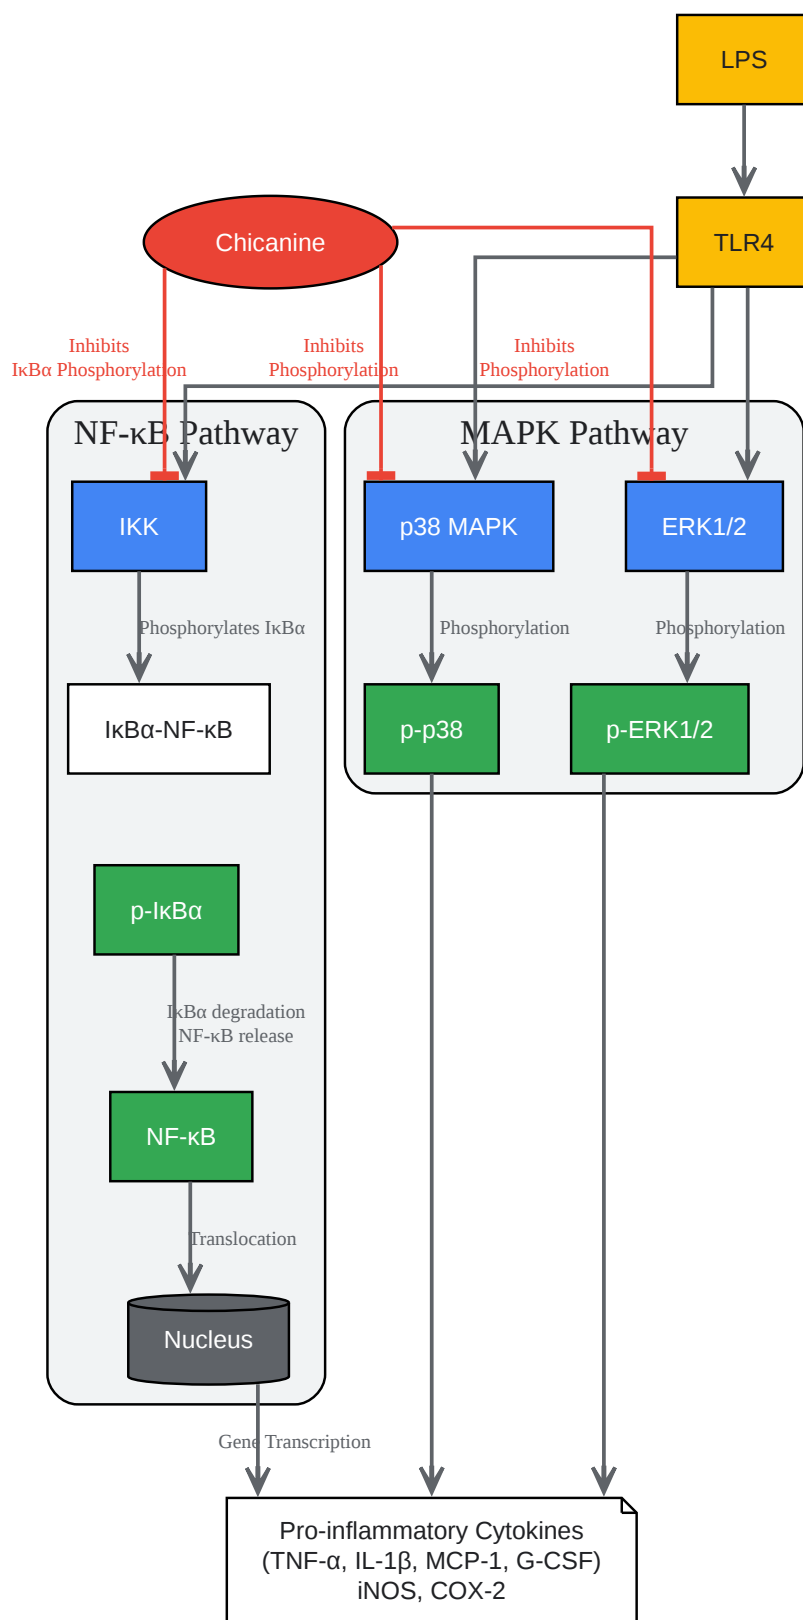 LPS
Chicanine
TLR4
Inhibits
IκBα Phosphorylation
Inhibits
Phosphorylation
Inhibits
Phosphorylation
NF-κB Pathway
MAPK Pathway
IKK
p38 MAPK
ERK1/2
Phosphorylates IκBα
Phosphorylation
Phosphorylation
IκBα-NF-κB
p-p38
p-ERK1/2
p-IκBα
IκBα degradation
NF-κB release
NF-κB
Translocation
Nucleus
Gene Transcription
Pro-inflammatory Cytokines
(TNF-α, IL-1β, MCP-1, G-CSF)
iNOS, COX-2